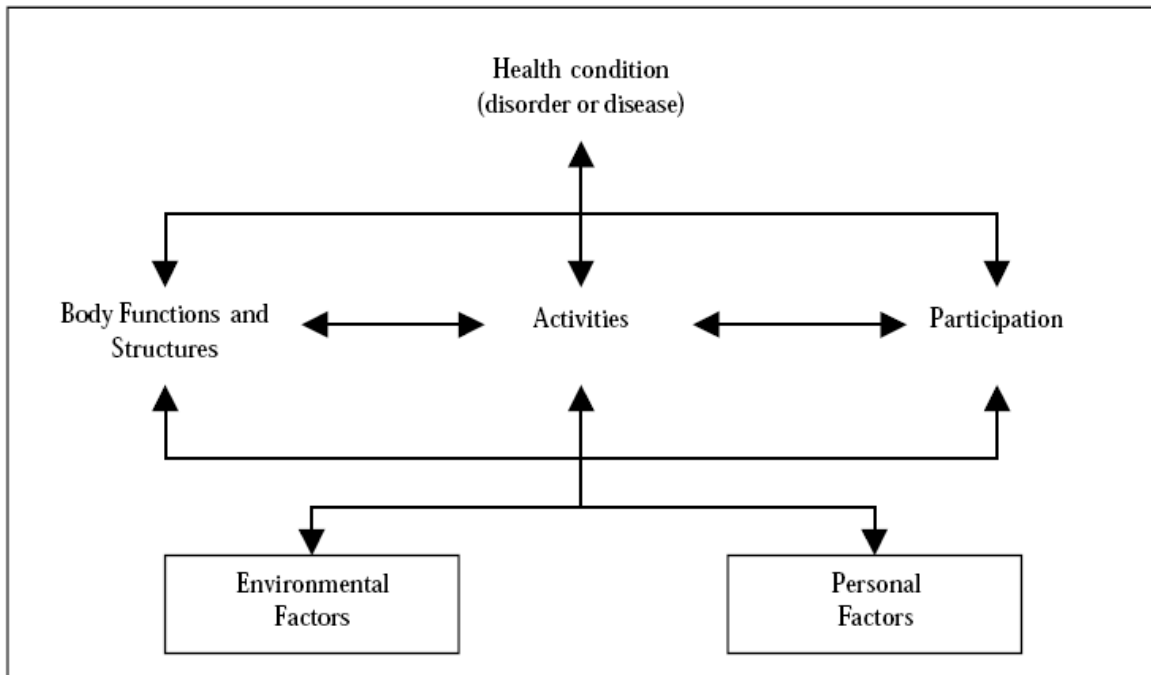 Health condition
(disorder or disease)
Body Functions and
Structures
Activities
Participation
Environmental
Factors
Personal
Factors